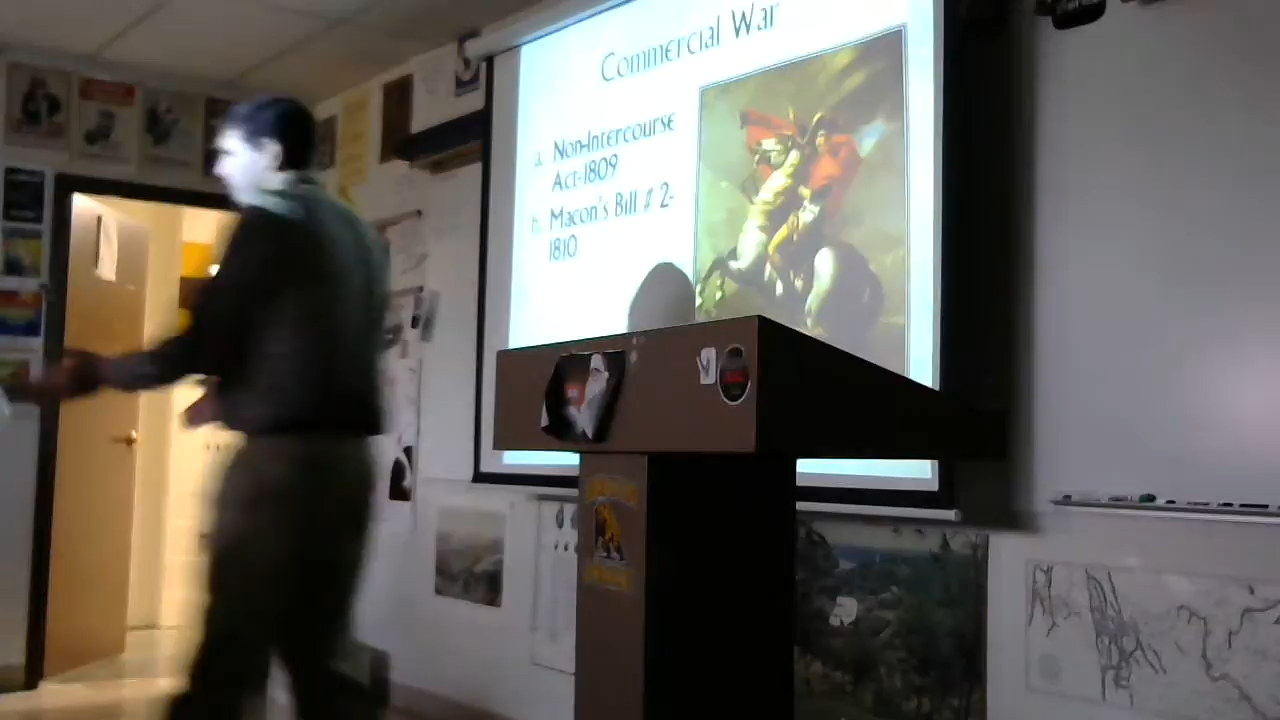 Commercial War
a. Non-Intercourse
Act-1809
b. Macon's Bill # 2-
1810